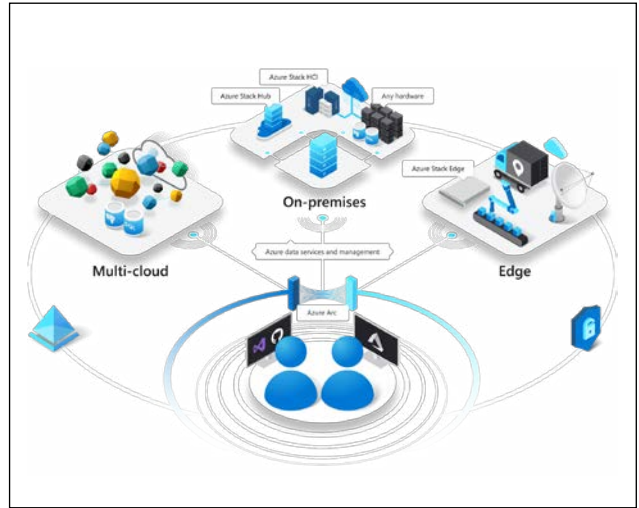 Azure Stack HCI
Azure Stack Hub
Any hardware
Azure Stack Edge
On-premises
Multi-cloud
Edge
Azure data services and management
Azure Arc